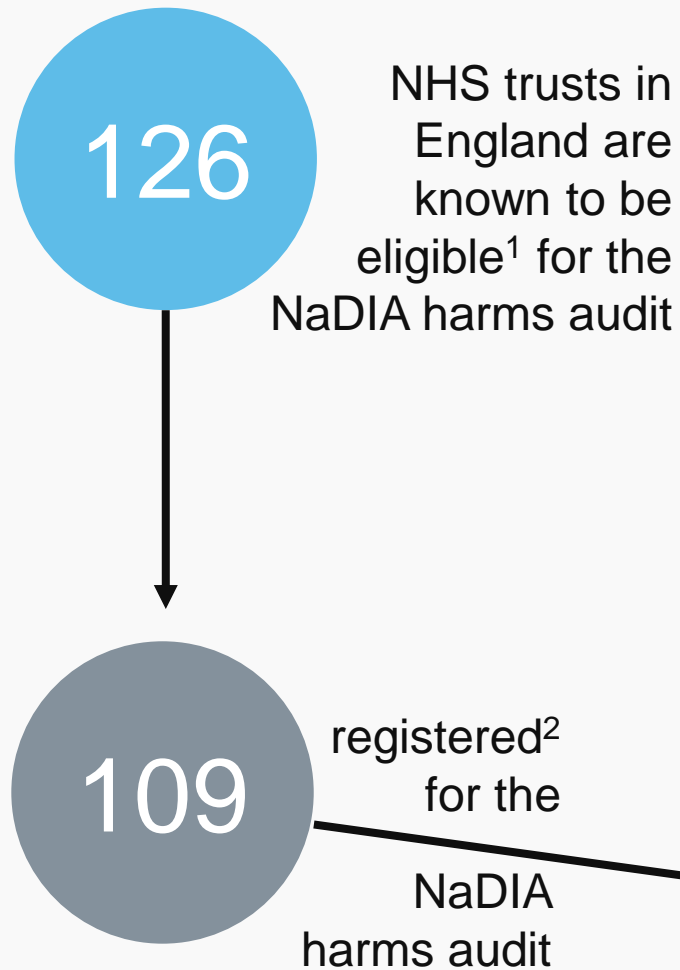 126
NHS trusts in
England are
known to be
eligible¹ for the
NaDIA harms audit
109
registered²
for the
NaDIA
harms audit